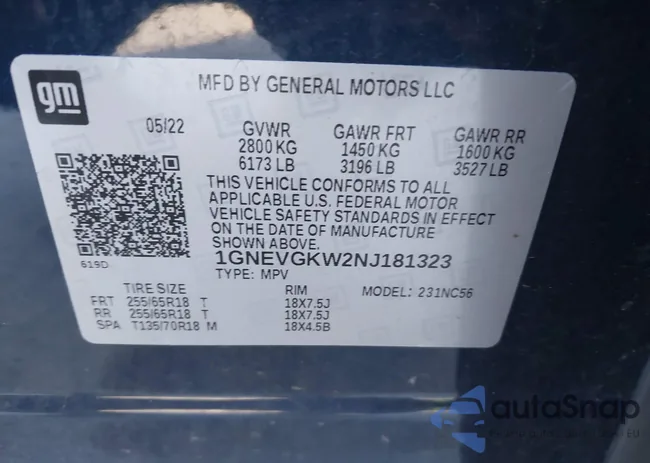 gm
MFD BY GENERAL MOTORS LLC
05/22 GVWR GAWR FRT GAWR RR
2800 KG 1450 KG 1600 KG
6173 LB 3196 LB 3527 LB
THIS VEHICLE CONFORMS TO ALL
APPLICABLE U.S. FEDERAL MOTOR
VEHICLE SAFETY STANDARDS IN EFFECT
ON THE DATE OF MANUFACTURE
SHOWN ABOVE.
619D
1GNEVGKW2NJ181323
TYPE: MPV
TIRE SIZE RIM MODEL: 231NC56
FRT 255/65R18 T 18X7.5J
RR 255/65R18 T 18X7.5J
SPA T135/70R18 M 18X4.5B
autoSnap